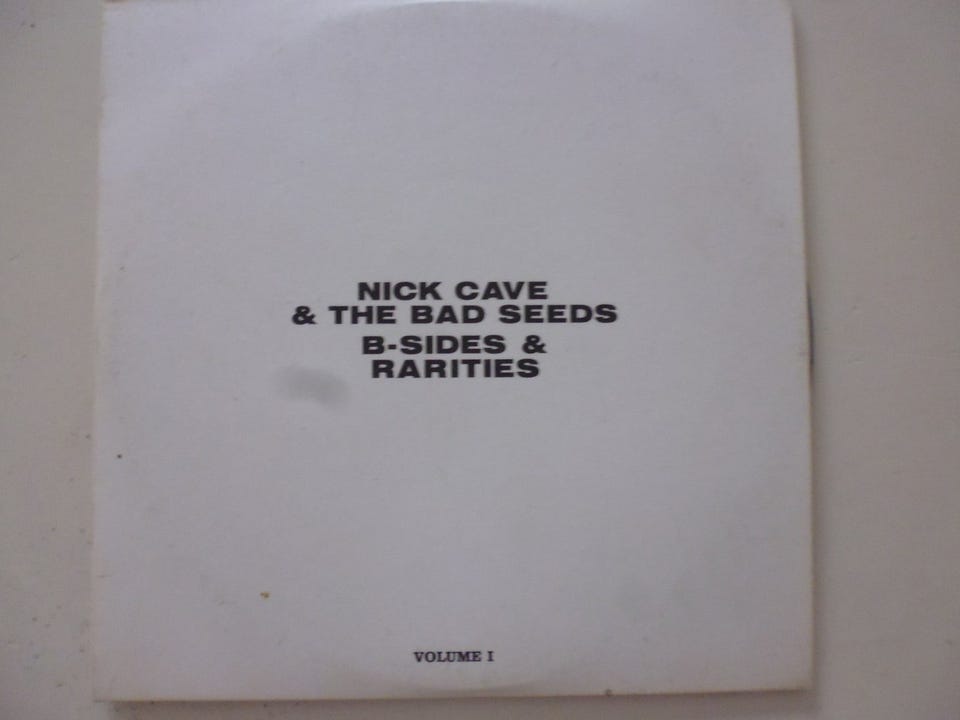 NICK CAVE
& THE BAD SEEDS
B-SIDES &
RARITIES
VOLUME I